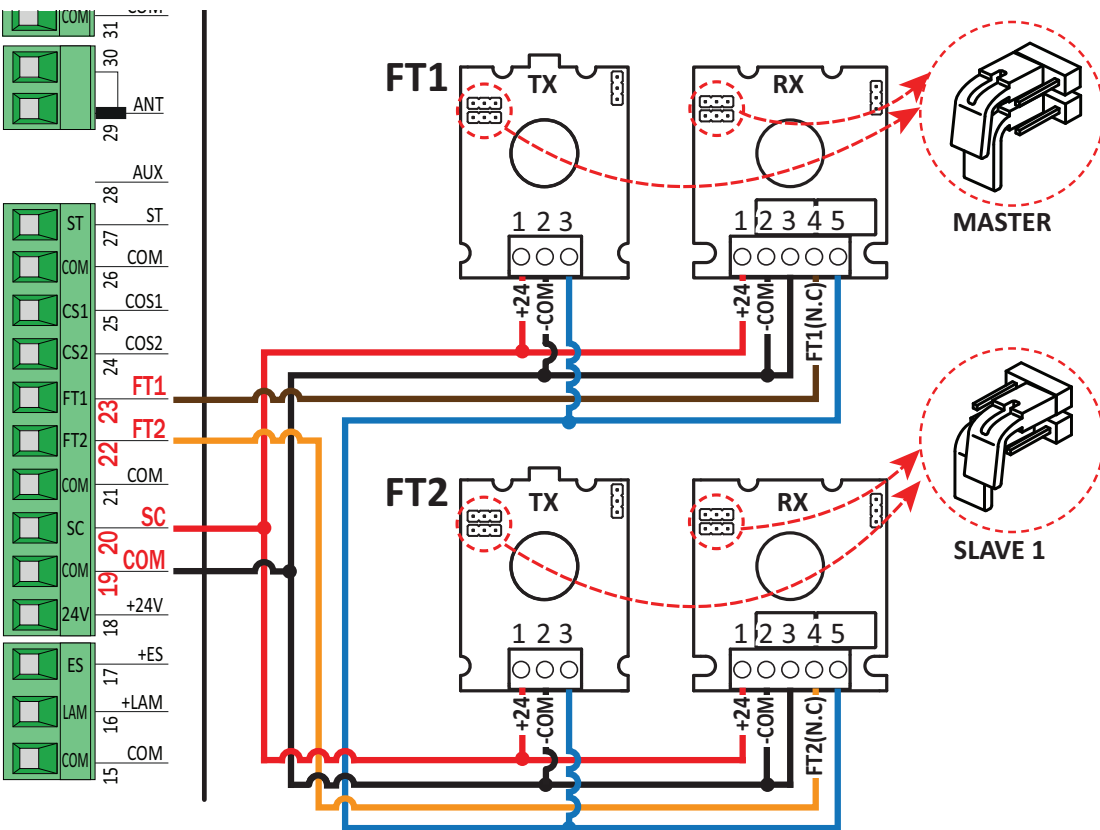 COM 31 COM
30
29 ANT
28 AUX
ST 27 ST
COM 26 COM
CS1 25 COS1
CS2 24 COS2
FT1 23 FT1
FT2 22 FT2
COM 21 COM
SC 20 SC
COM 19 COM
24V 18 +24V
ES 17 +ES
LAM 16 +LAM
COM 15 COM
FT1
TX
1 2 3
+24
-COM
RX
1 2 3 4 5
+24
-COM
FT1(N.C)
MASTER
FT2
TX
1 2 3
+24
-COM
RX
1 2 3 4 5
+24
-COM
FT2(N.C)
SLAVE 1